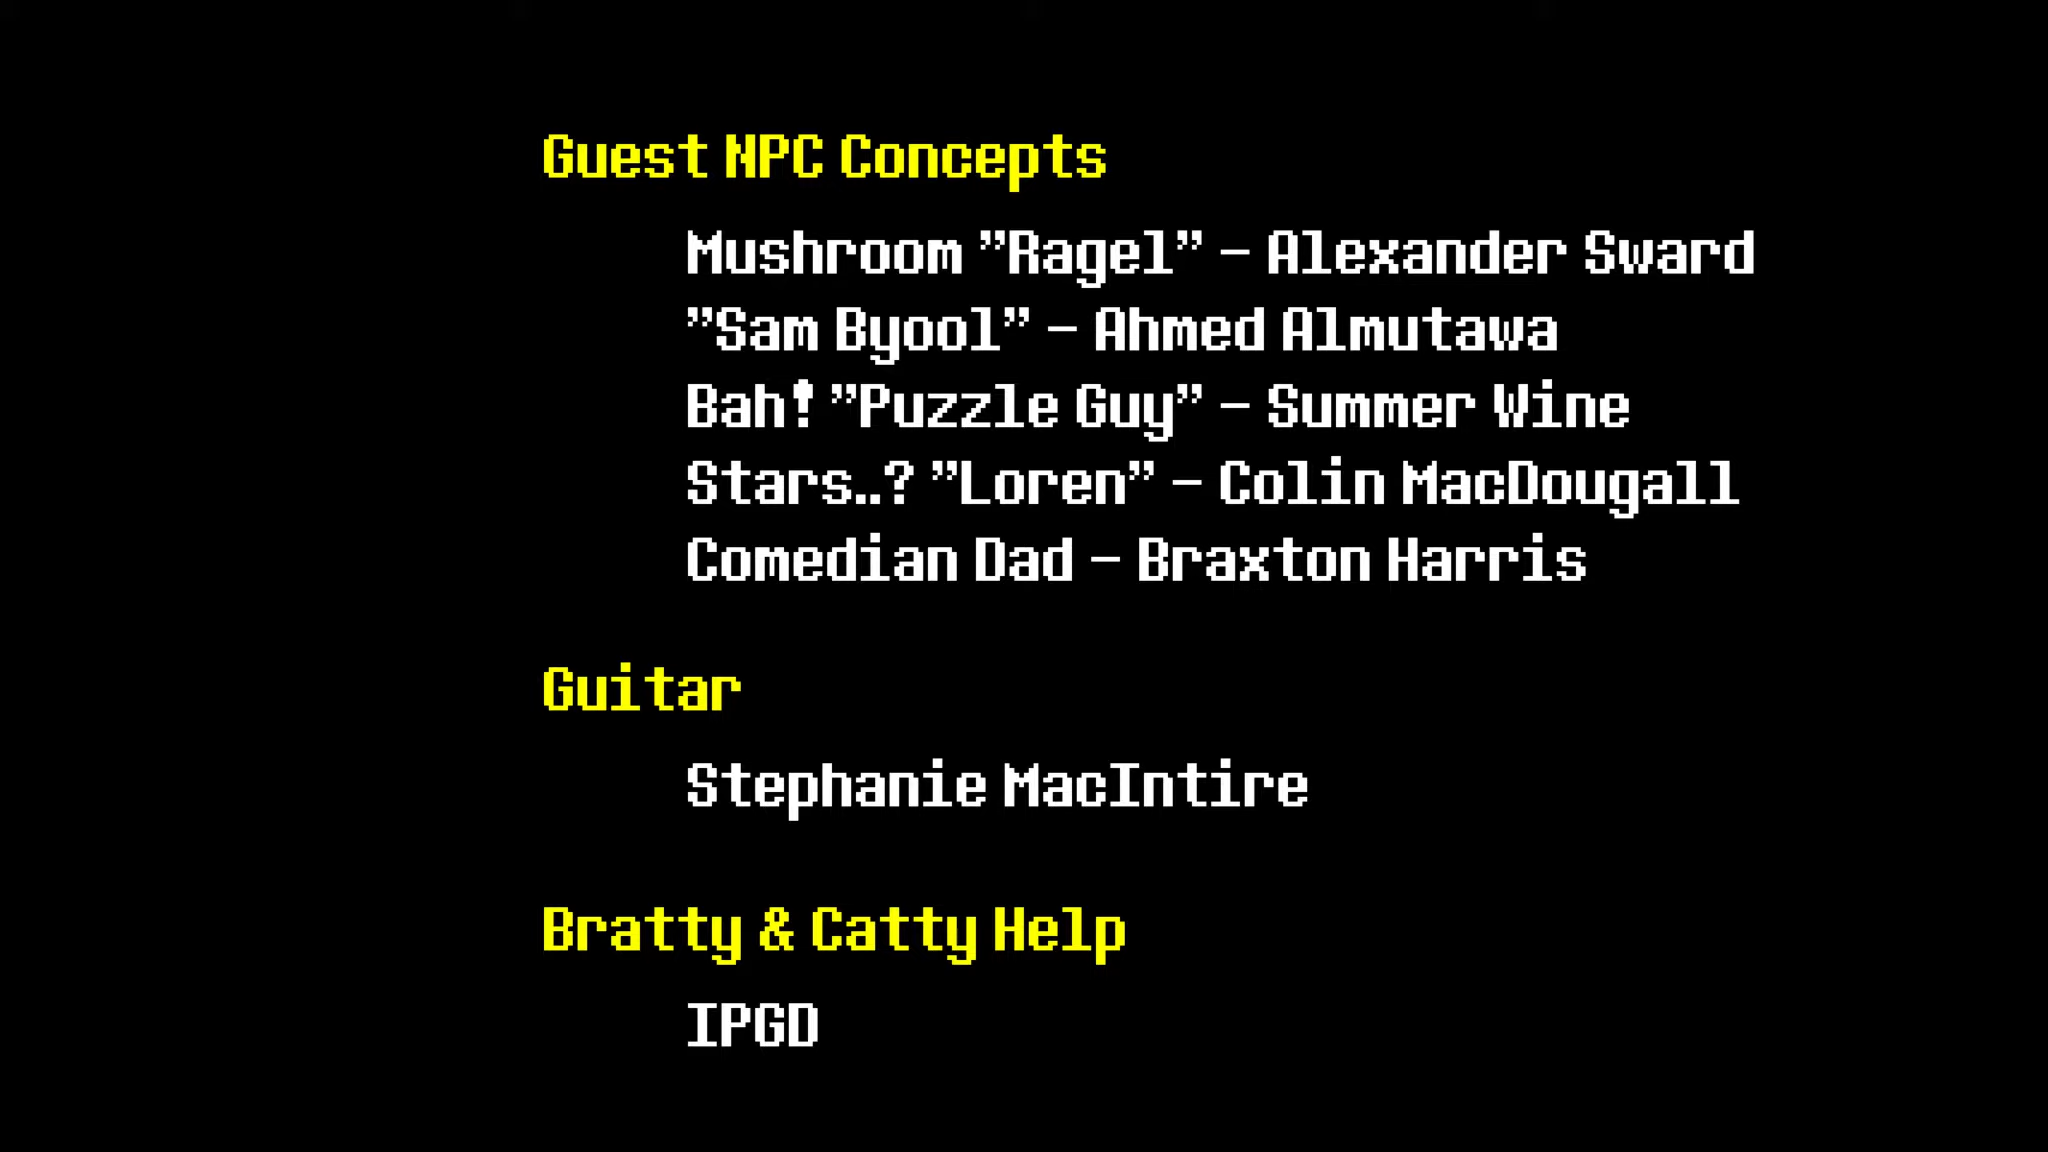 Guest NPC Concepts
Mushroom "Ragel" - Alexander Sward
"Sam Byool" - Ahmed Almutawa
Bah! "Puzzle Guy" - Summer Wine
Stars..? "Loren" - Colin MacDougall
Comedian Dad - Braxton Harris
Guitar
Stephanie MacIntire
Bratty & Catty Help
IPGD